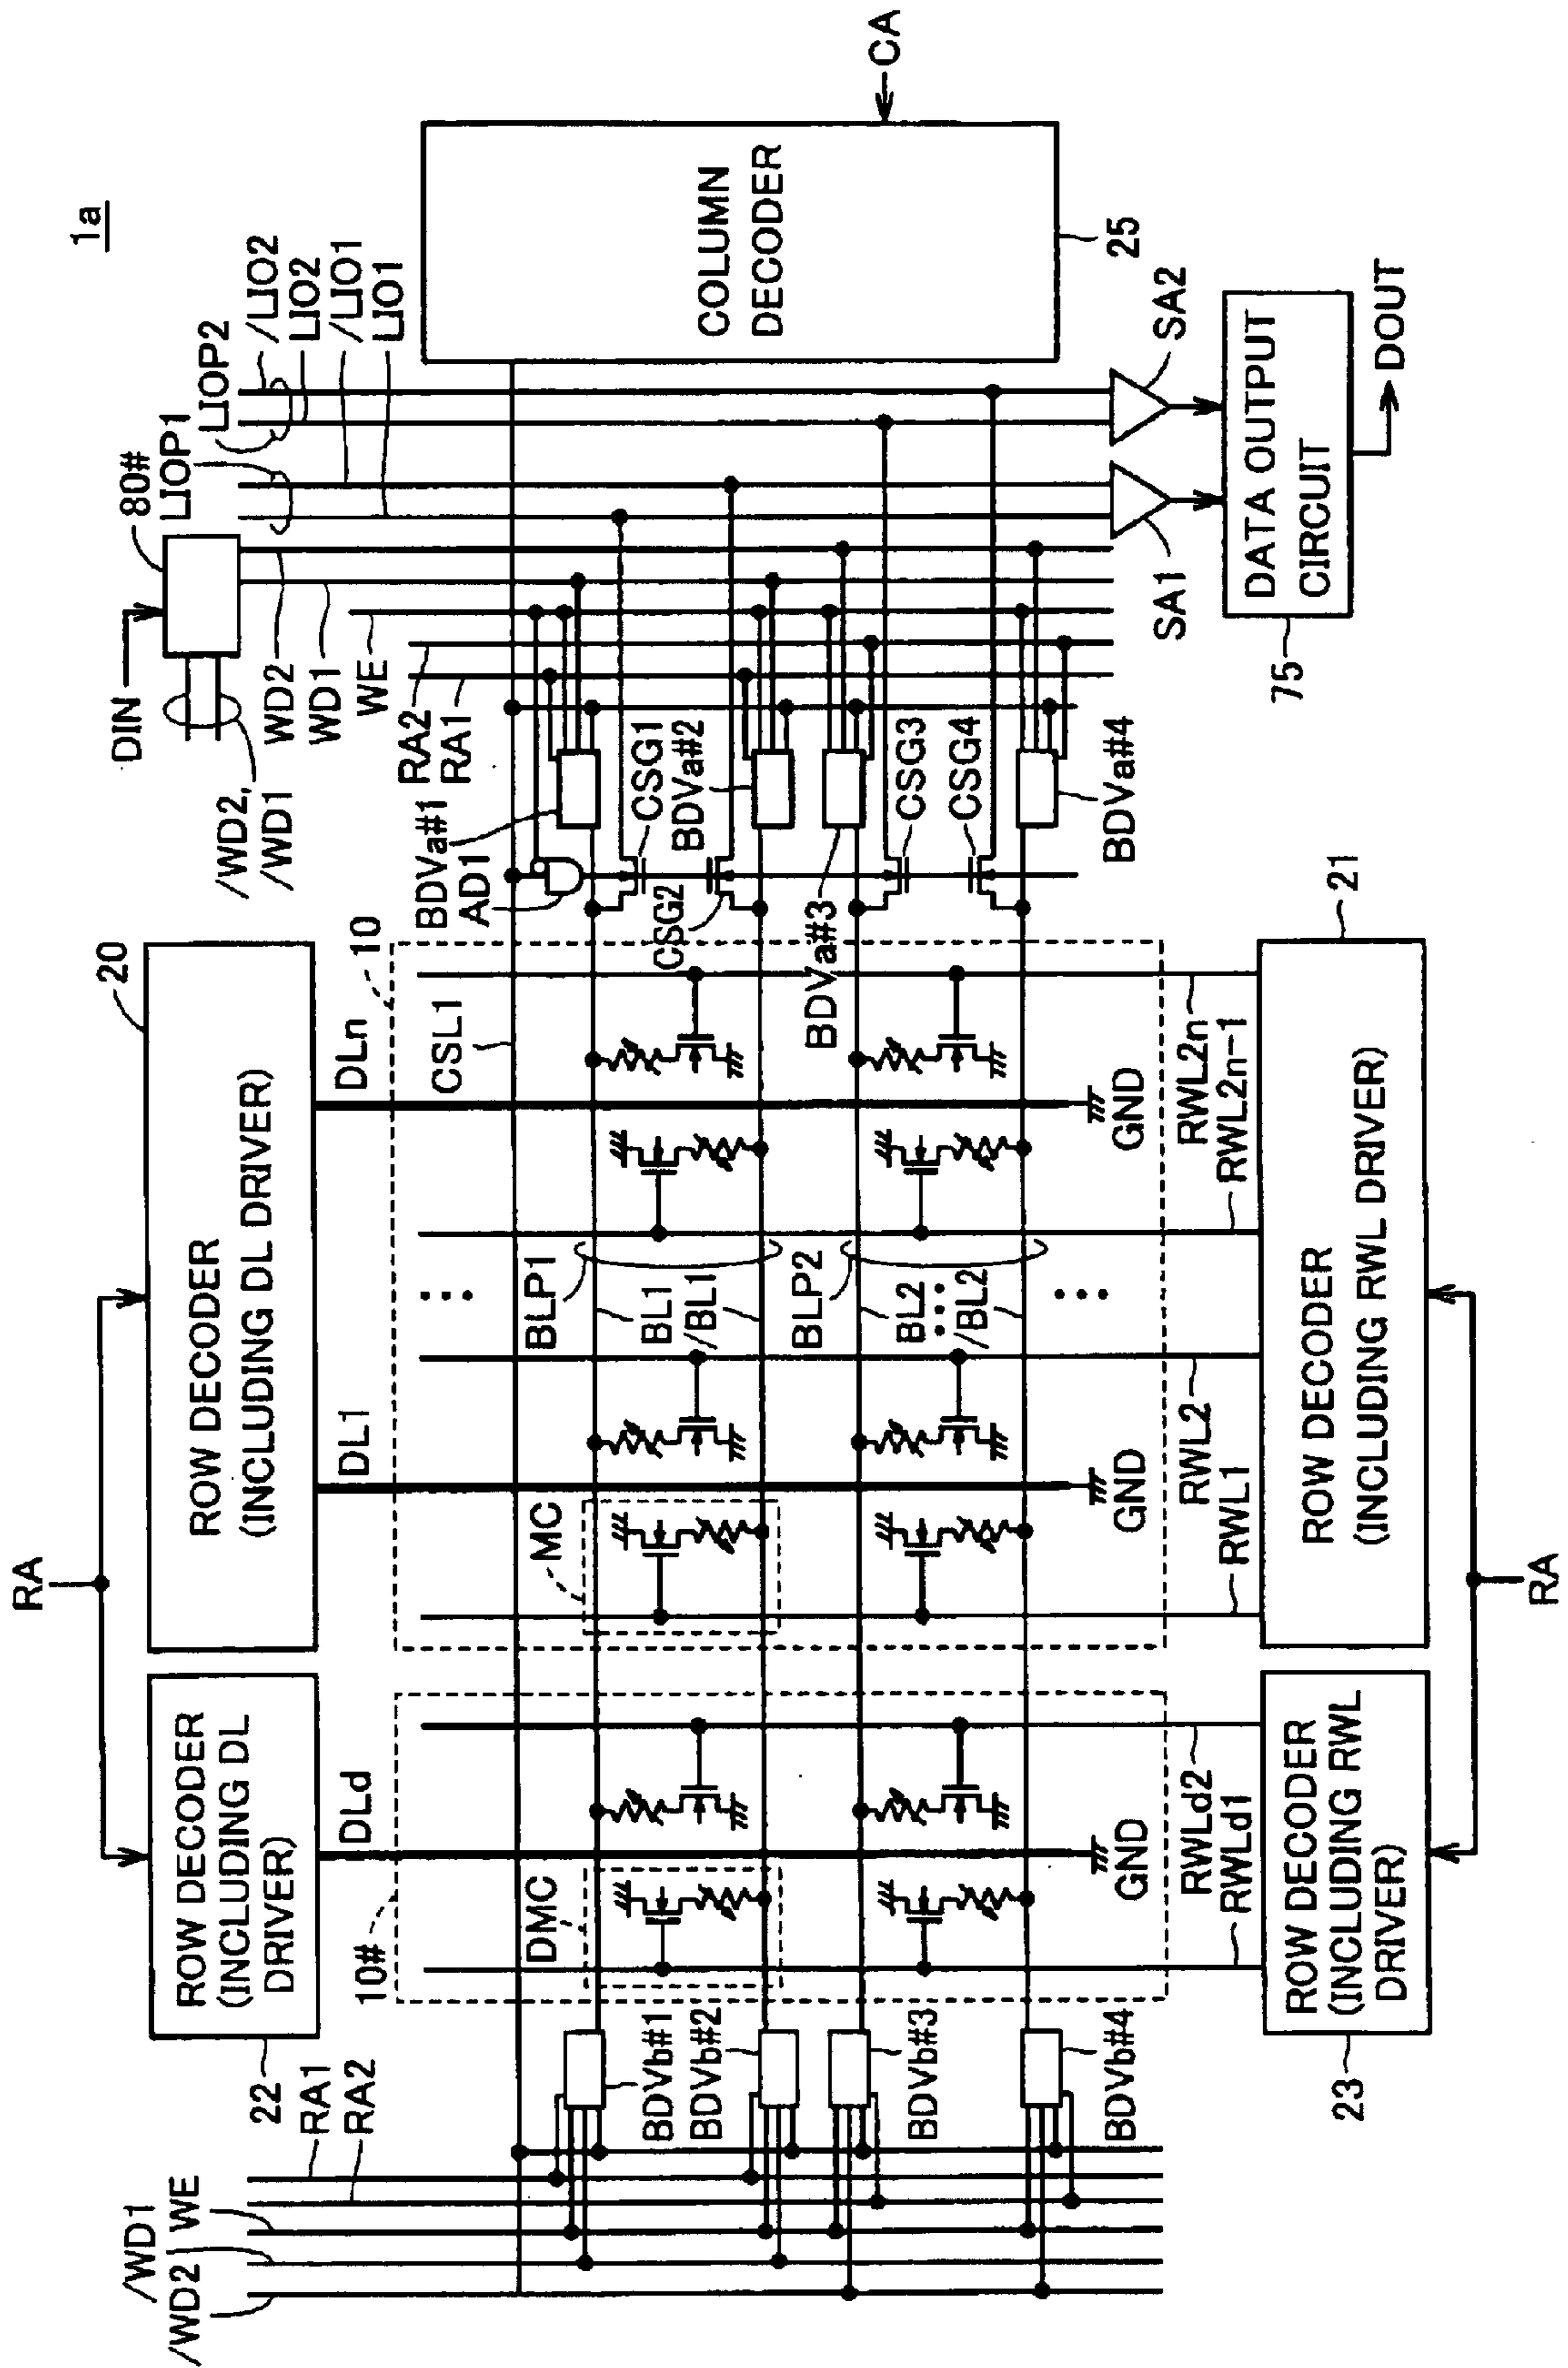 1a
CA
COLUMN
DECODER
25
/LIO2
LIO2
/LIO1
LIO1
LIOP2
LIOP1
80#
DIN
WD2
WD1
WE
RA2
RA1
/WD2,
/WD1
SA2
SA1
DATA OUTPUT
CIRCUIT
DOUT
75
BDVa#1
AD1
CSG1
BDVa#2
CSG2
BDVa#3
CSG3
CSG4
BDVa#4
20
ROW DECODER
(INCLUDING DL DRIVER)
RA
DLn
DL1
10
CSL1
BLP1
BL1
/BL1
BLP2
BL2
/BL2
MC
GND
GND
RWL2n
RWL2n-1
RWL2
RWL1
21
ROW DECODER
(INCLUDING RWL DRIVER)
RA
ROW DECODER
(INCLUDING DL
DRIVER)
22
DLd
10#
DMC
GND
RWLd2
RWLd1
ROW DECODER
(INCLUDING RWL
DRIVER)
23
BDVb#1
BDVb#2
BDVb#3
BDVb#4
RA1
RA2
WE
/WD1
/WD2